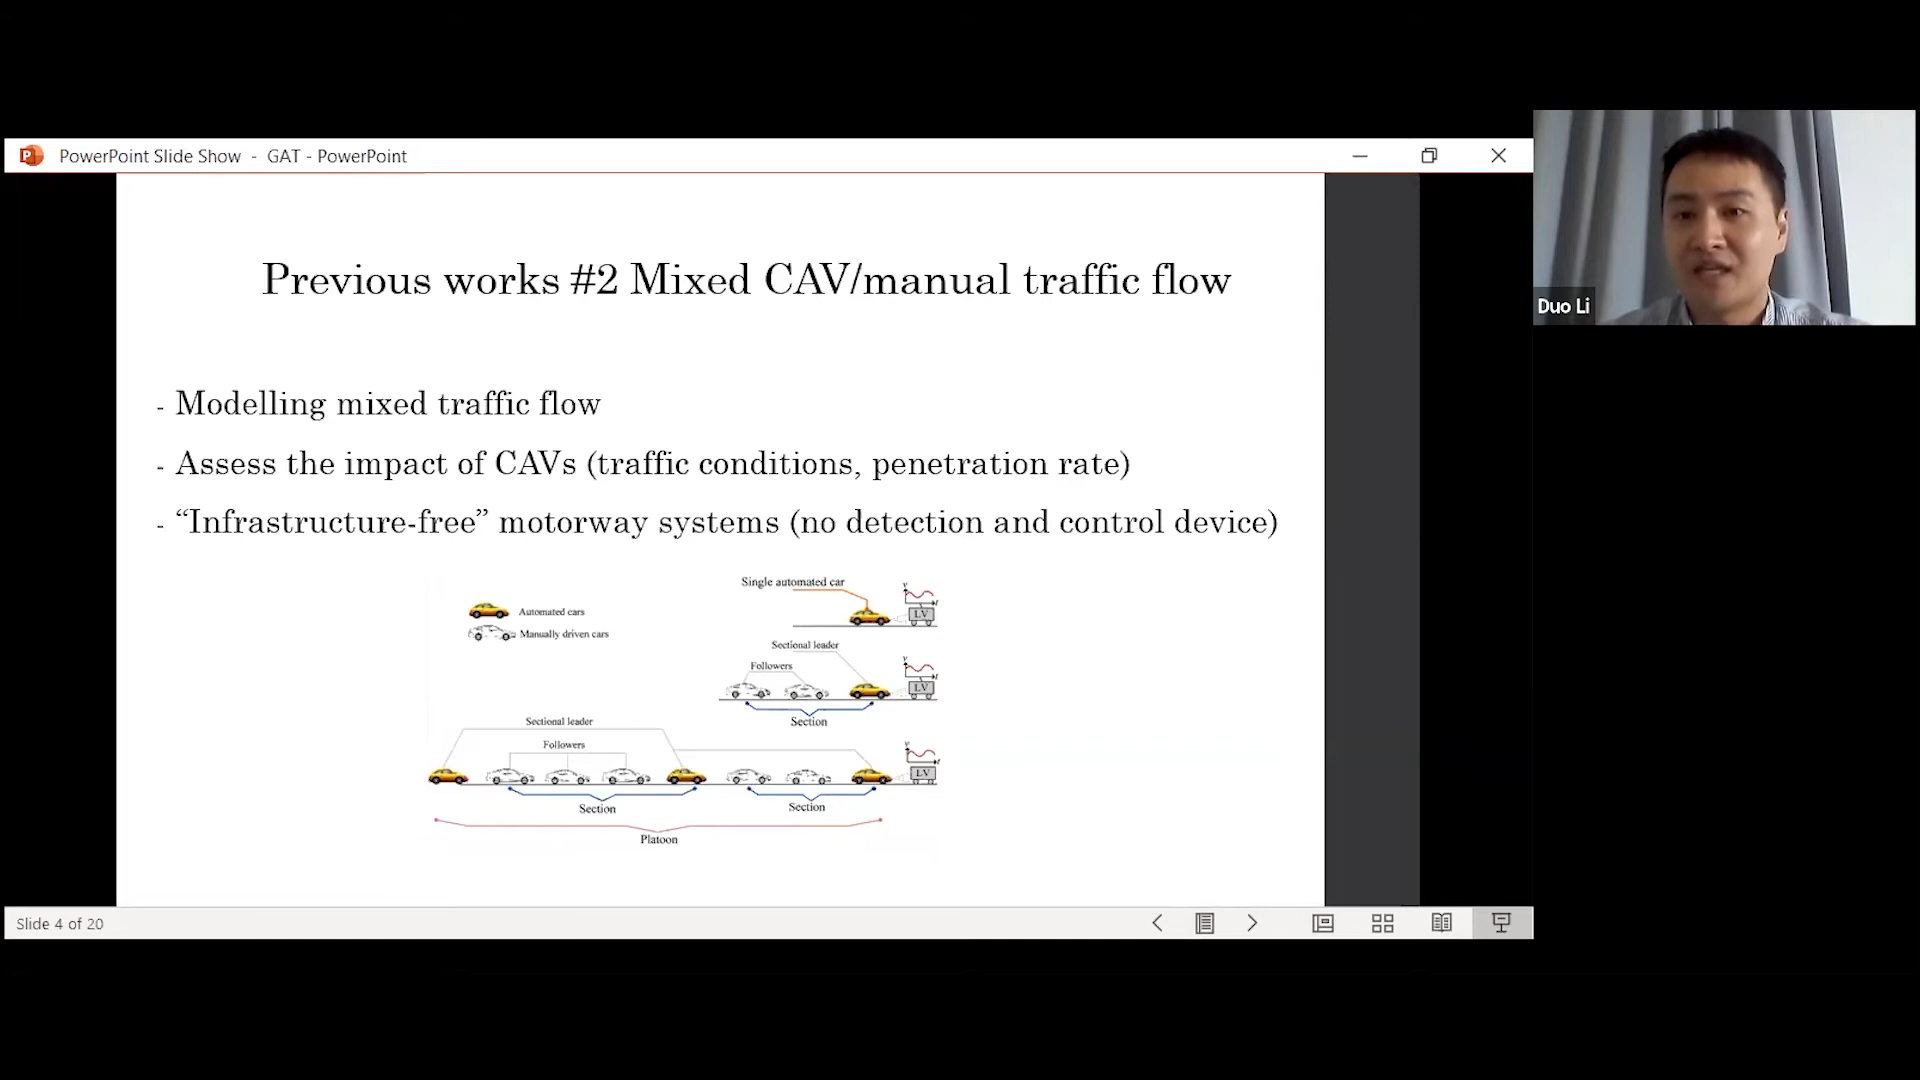 PowerPoint Slide Show - GAT - PowerPoint
Previous works #2 Mixed CAV/manual traffic flow
- Modelling mixed traffic flow
- Assess the impact of CAVs (traffic conditions, penetration rate)
- “Infrastructure-free” motorway systems (no detection and control device)
Automated cars
Manually driven cars
Single automated car
v
t
LV
Sectional leader
Followers
v
t
LV
Section
Sectional leader
Followers
v
t
LV
Section
Section
Platoon
Duo Li
Slide 4 of 20